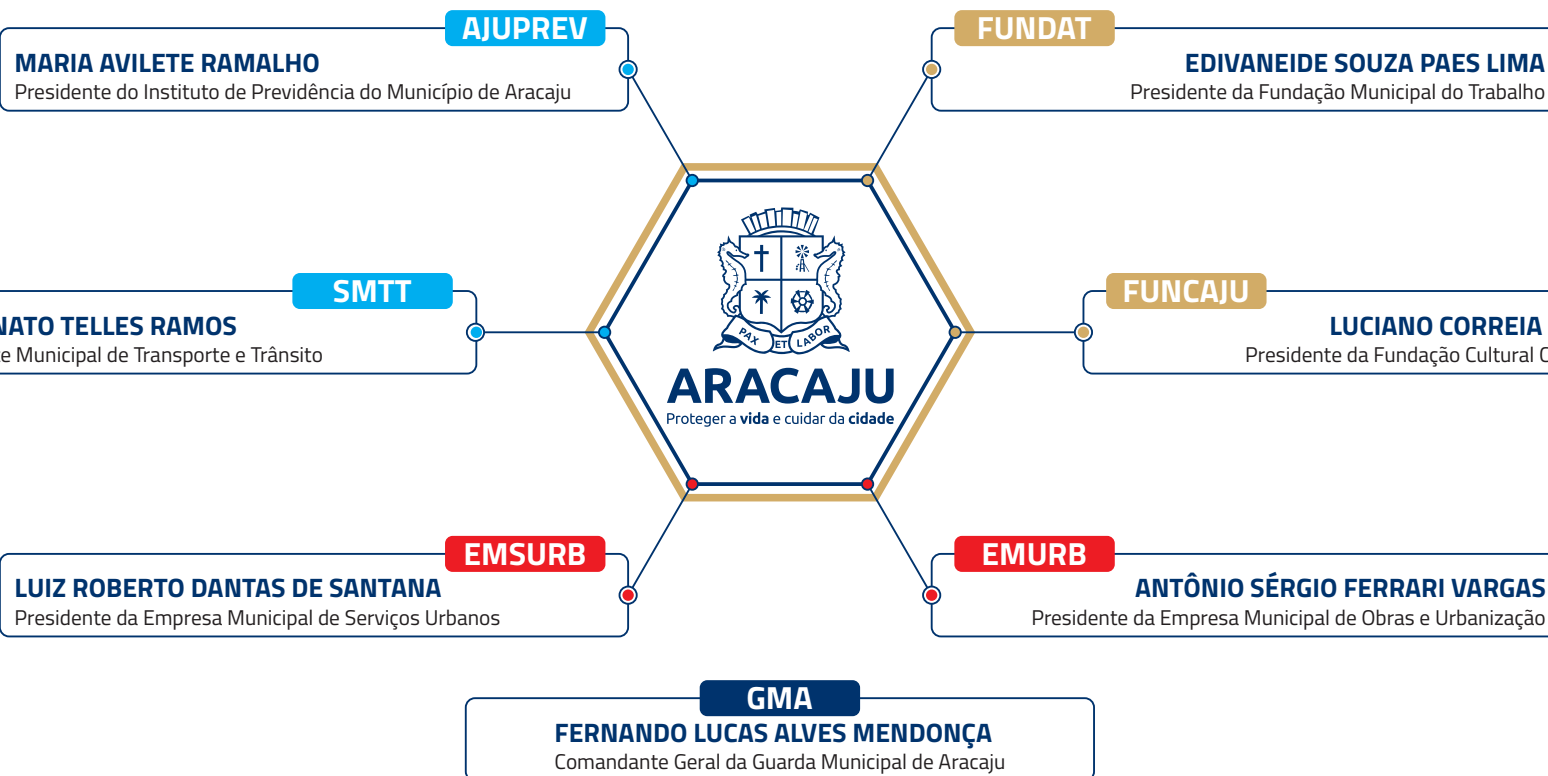 AJUPREV
MARIA AVILETE RAMALHO
Presidente do Instituto de Previdência do Município de Aracaju
FUNDAT
EDIVANEIDE SOUZA PAES LIMA
Presidente da Fundação Municipal do Trabalho
SMTT
TELLES RAMOS
Municipal de Transporte e Trânsito
PAX ET LABOR
ARACAJU
Proteger a vida e cuidar da cidade
FUNCAJU
LUCIANO CORREIA
Presidente da Fundação Cultural
EMSURB
LUIZ ROBERTO DANTAS DE SANTANA
Presidente da Empresa Municipal de Serviços Urbanos
EMURB
ANTÔNIO SÉRGIO FERRARI VARGAS
Presidente da Empresa Municipal de Obras e Urbanização
GMA
FERNANDO LUCAS ALVES MENDONÇA
Comandante Geral da Guarda Municipal de Aracaju